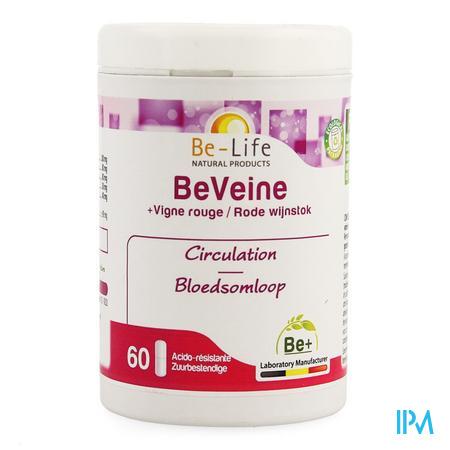 Be-Life
NATURAL PRODUCTS
BeVeine
+Vigne rouge / Rode wijnstok
Circulation
Bloedsomloop
60
Acido-résistante
Zuurbestendige
Be+
Laboratory Manufacturer
IPM